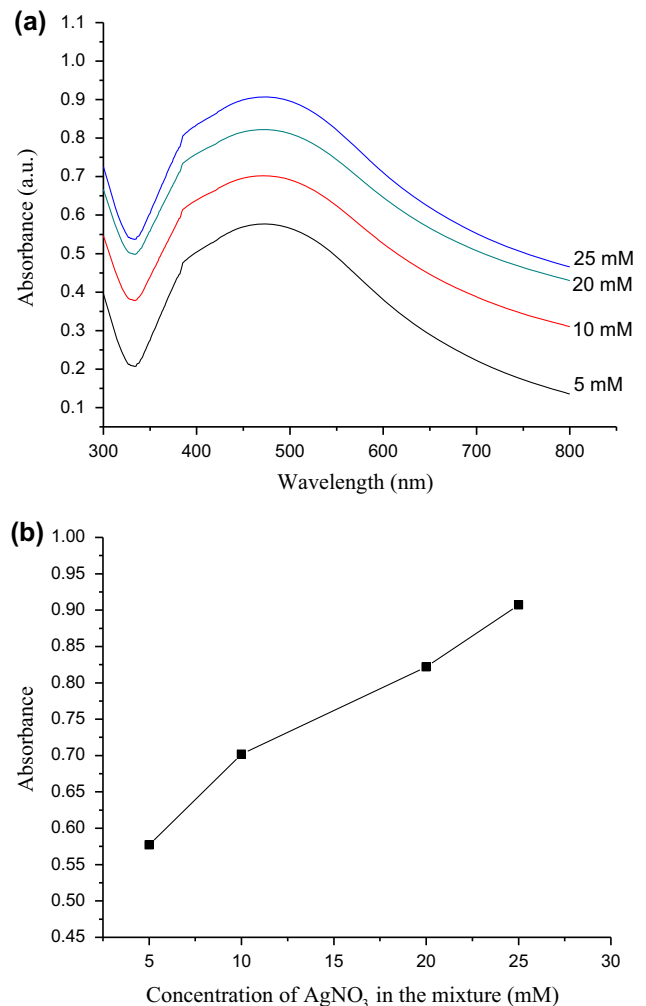 (a)
1.1
1.0
0.9
0.8
0.7
0.6
0.5
0.4
0.3
0.2
0.1
Absorbance (a.u.)
25 mM
20 mM
10 mM
5 mM
300 400 500 600 700 800
Wavelength (nm)
(b)
1.00
0.95
0.90
0.85
0.80
0.75
0.70
0.65
0.60
0.55
0.50
0.45
Absorbance
5 10 15 20 25 30
Concentration of AgNO₃ in the mixture (mM)